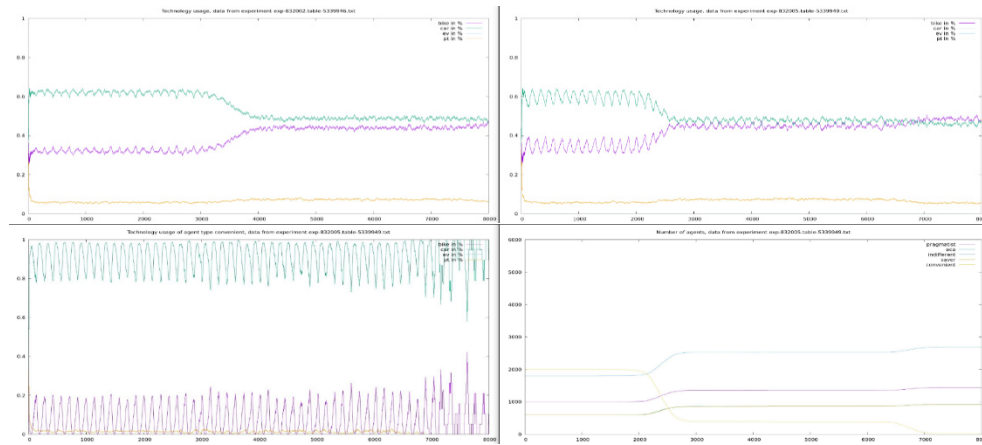 Technology usage, data from experiment exp-832002.table-5339946.txt
1
0.8
0.6
0.4
0.2
0
0 1000 2000 3000 4000 5000 6000 7000 8000
bike in %
car in %
ev in %
pt in %
Technology usage, data from experiment exp-832005.table-5339949.txt
1
0.8
0.6
0.4
0.2
0
0 1000 2000 3000 4000 5000 6000 7000 8000
bike in %
car in %
ev in %
pt in %
Technology usage of agent type convenient, data from experiment exp-832005.table-5339949.txt
1
0.8
0.6
0.4
0.2
0
0 1000 2000 3000 4000 5000 6000 7000 8000
bike in %
car in %
ev in %
pt in %
Number of agents, data from experiment exp-832005.table-5339949.txt
6000
5000
4000
3000
2000
1000
0
0 1000 2000 3000 4000 5000 6000 7000 8000
pragmatist
eco
indifferent
saver
convenient